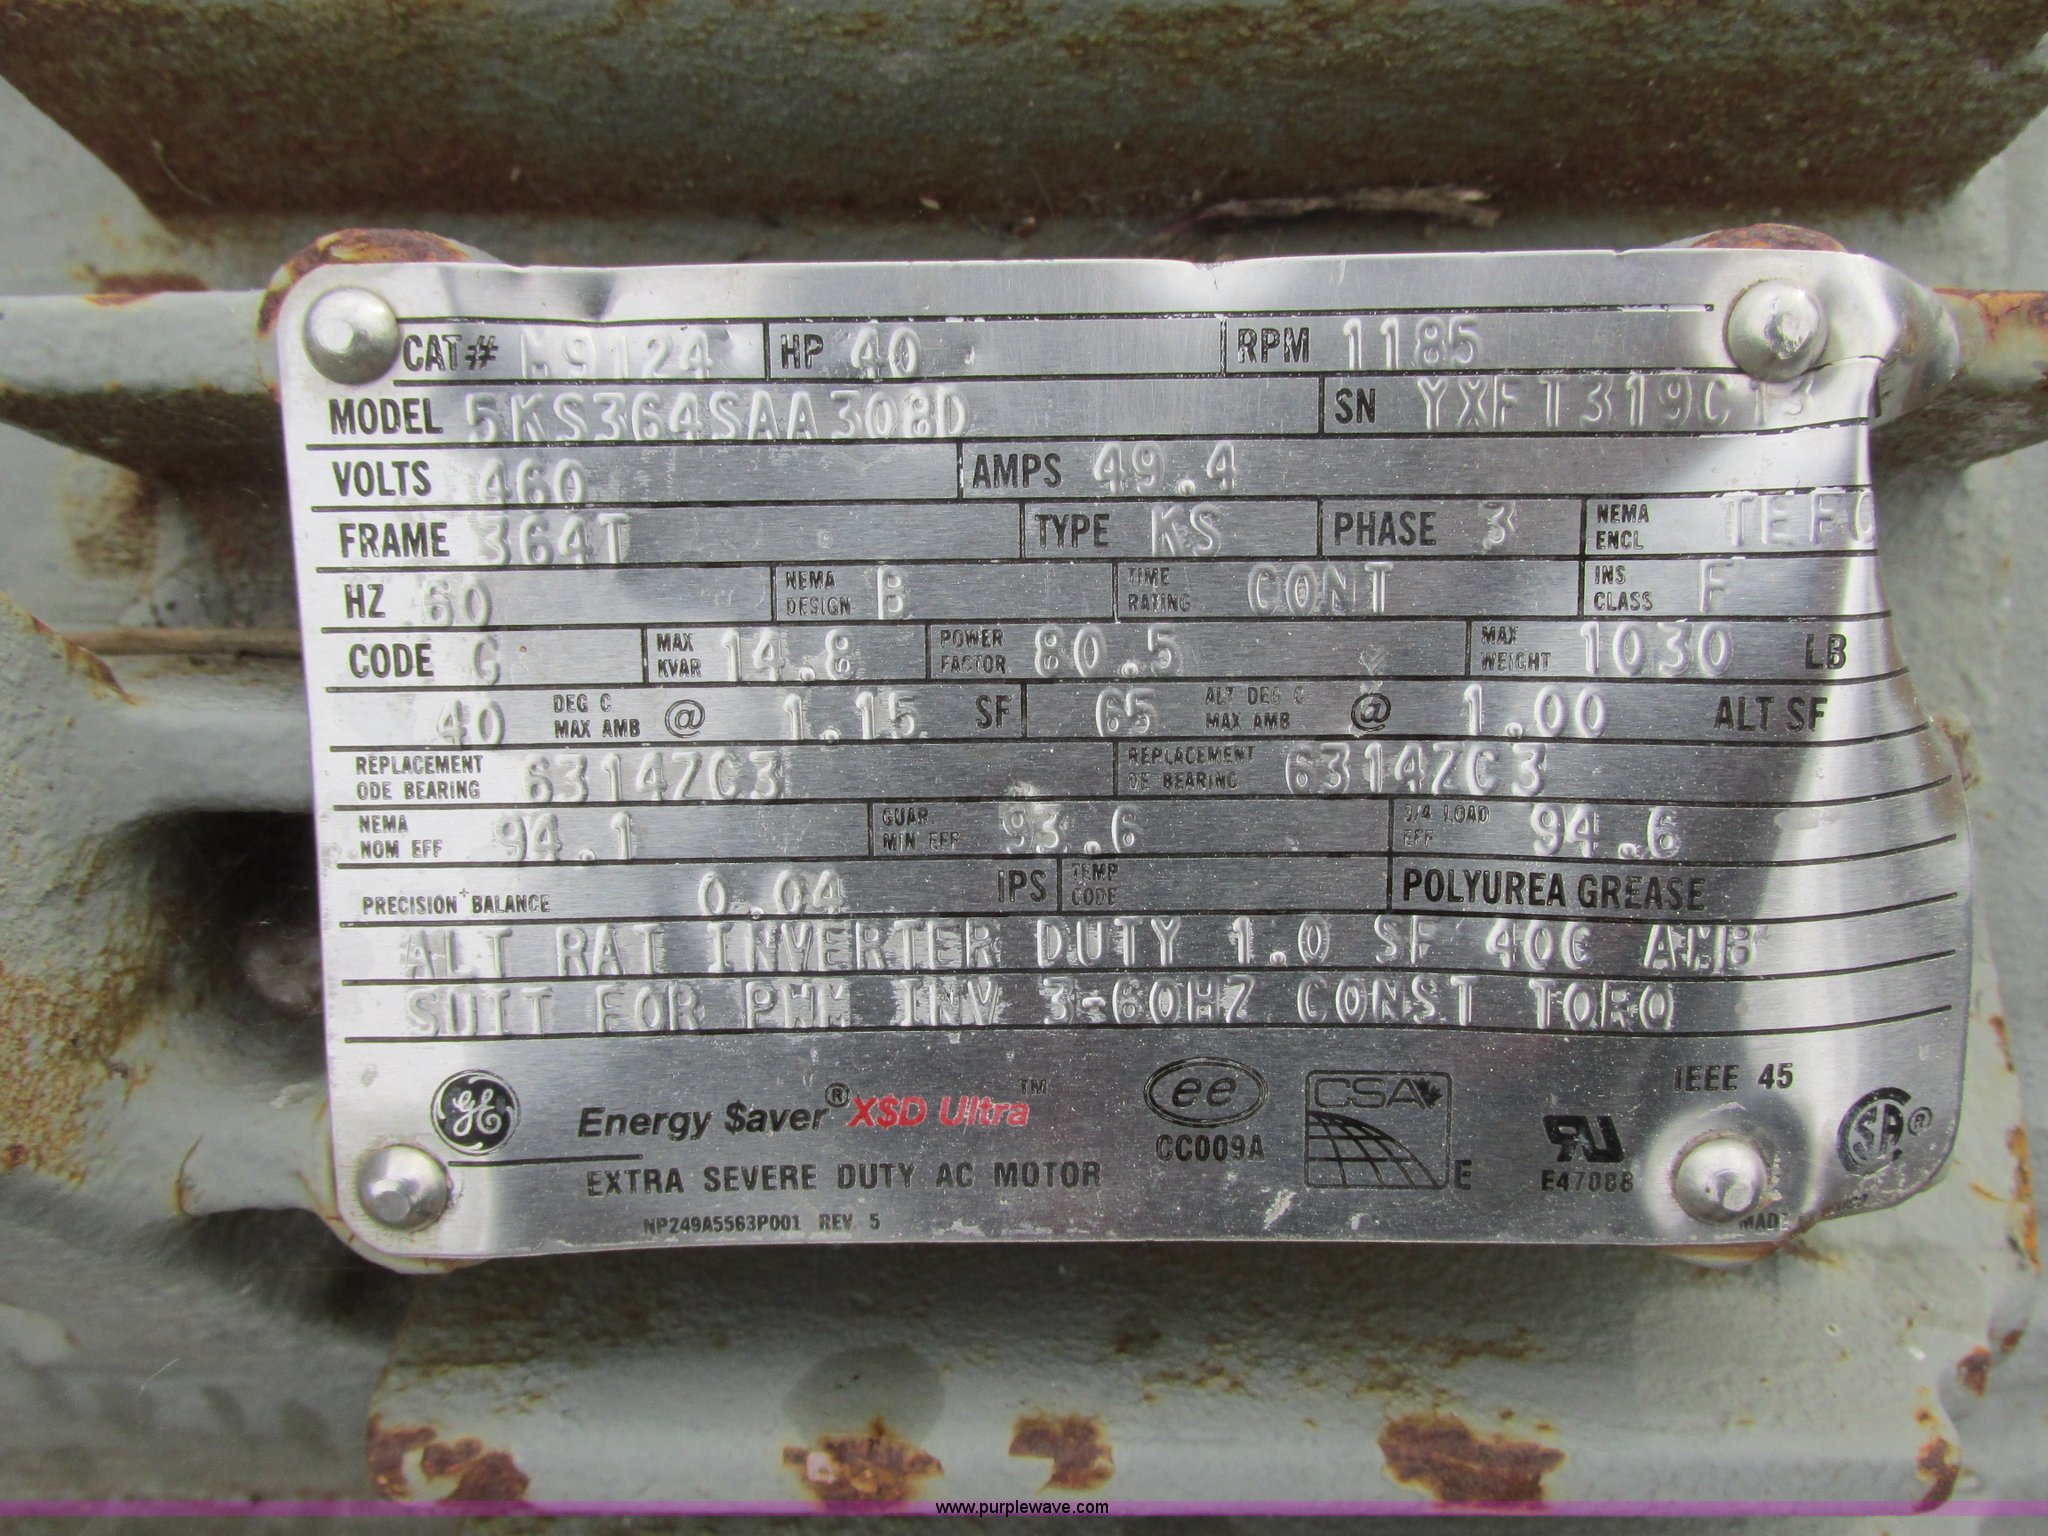 CAT# M9124 HP 40 RPM 1185
MODEL 5KS364SAA308D SN YXFT319C13
VOLTS 460 AMPS 49.4
FRAME 364T TYPE KS PHASE 3 NEMA ENCL TEFC
HZ 60 NEMA DESIGN B TIME RATING CONT INS CLASS F
CODE G MAX KVAR 14.8 POWER FACTOR 80.5 MAX WEIGHT 1030 LB
40 DEG C MAX AMB @ 1.15 SF 65 ALT DEG C MAX AMB @ 1.00 ALT SF
REPLACEMENT ODE BEARING 6314ZC3 REPLACEMENT DE BEARING 6314ZC3
NEMA NOM EFF 94.1 GUAR MIN EFF 93.6 3/4 LOAD EFF 94.6
PRECISION+ BALANCE 0.04 IPS TEMP CODE POLYUREA GREASE
ALT RAT INVERTER DUTY 1.0 SF 40C AMB
SUIT FOR PWM INV 3-60HZ CONST TORQ
GE Energy $aver® X$D Ultra™ ee CSA IEEE 45
CC009A E E47088 SA ®
EXTRA SEVERE DUTY AC MOTOR
NP249A5563P001 REV. 5 MADE
www.purplewave.com